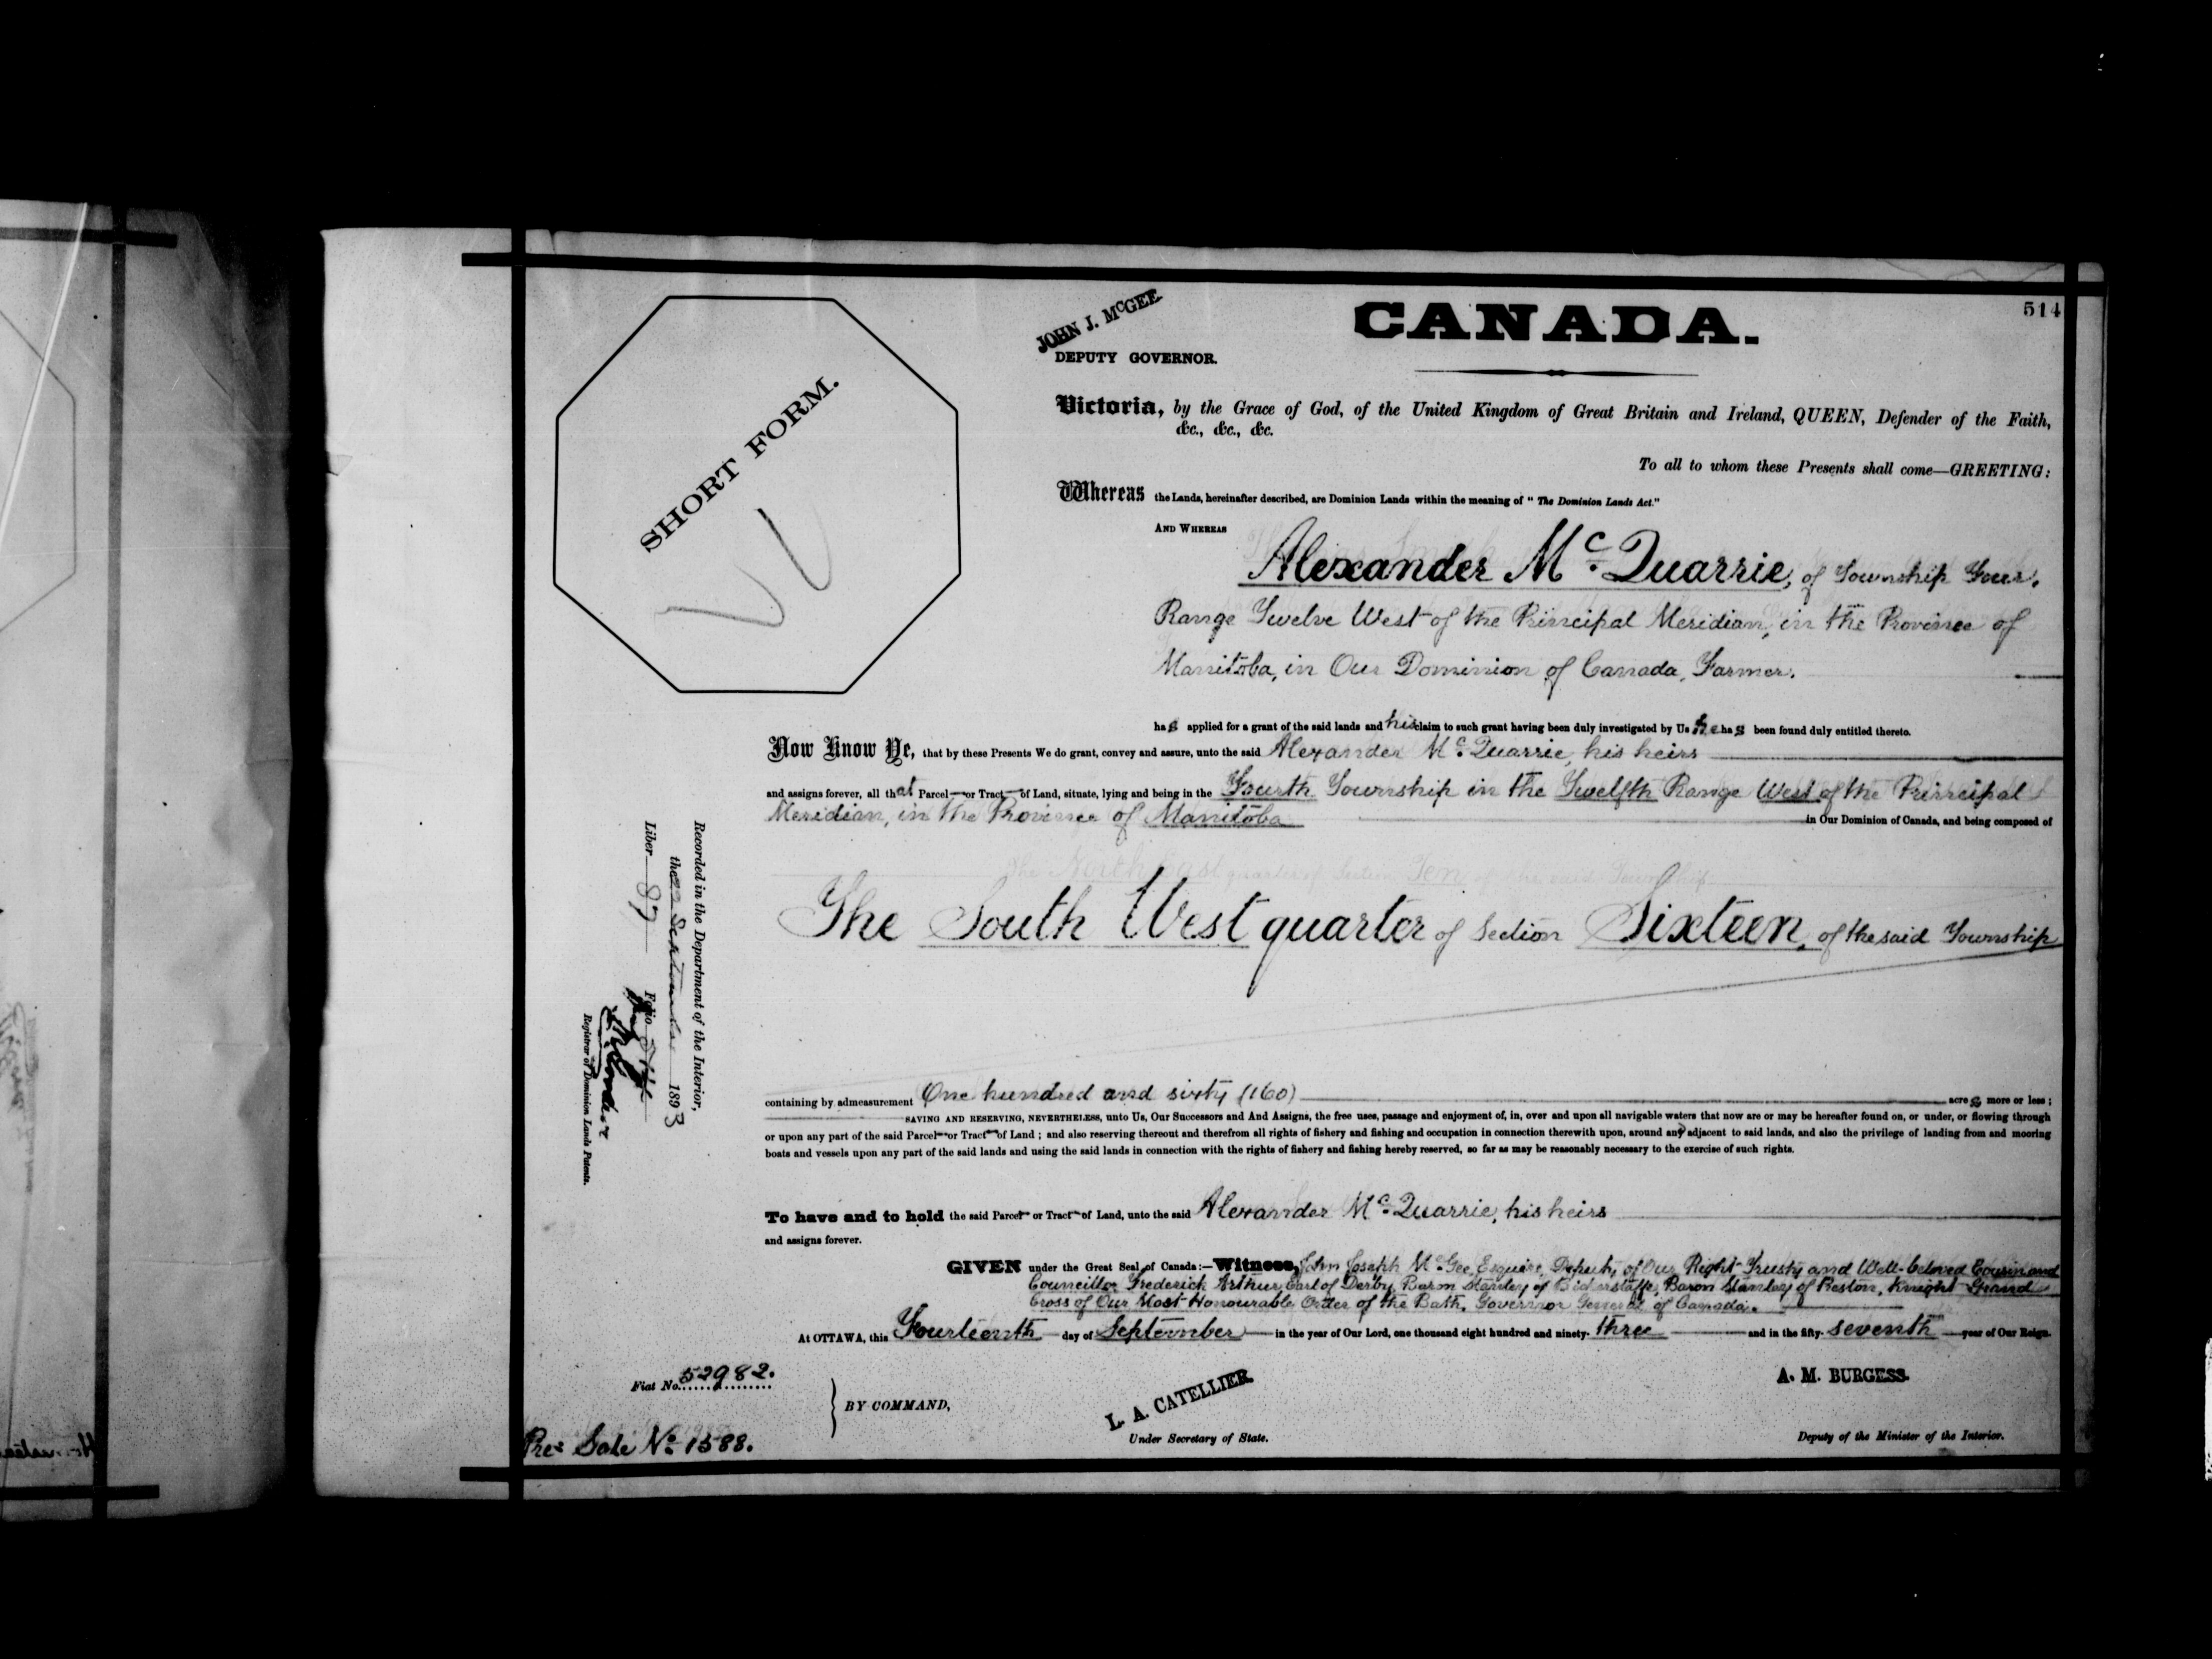 514
CANADA.
JOHN J. McGEE
DEPUTY GOVERNOR.
SHORT FORM.
Victoria, by the Grace of God, of the United Kingdom of Great Britain and Ireland, QUEEN, Defender of the Faith,
&c., &c., &c.
To all to whom these Presents shall come—GREETING:
Whereas the Lands, hereinafter described, are Dominion Lands within the meaning of "The Dominion Lands Act."
AND WHEREAS
Alexander Mc. Quarrie, of Township Four,
Range Twelve West of the Principal Meridian, in the Province of
Manitoba, in Our Dominion of Canada, Farmer.
has applied for a grant of the said lands and his claim to such grant having been duly investigated by Us he has been found duly entitled thereto.
Now Know Ye, that by these Presents We do grant, convey and assure, unto the said Alexander Mc. Quarrie, his heirs
and assigns forever, all that Parcel or Tract of Land, situate, lying and being in the Fourth Township in the Twelfth Range West of the Principal
Meridian, in the Province of Manitoba in Our Dominion of Canada, and being composed of
The South West quarter of Section Sixteen, of the said Township
containing by admeasurement One hundred and sixty (160) acres more or less;
SAVING AND RESERVING, NEVERTHELESS, unto Us, Our Successors and And Assigns, the free uses, passage and enjoyment of, in, over and upon all navigable waters that now are or may be hereafter found on, or under, or flowing through
or upon any part of the said Parcel or Tract of Land; and also reserving thereout and therefrom all rights of fishery and fishing and occupation in connection therewith upon, around any adjacent to said lands, and also the privilege of landing from and mooring
boats and vessels upon any part of the said lands and using the said lands in connection with the rights of fishery and fishing hereby reserved, so far as may be reasonably necessary to the exercise of such rights.
To have and to hold the said Parcel or Tract of Land, unto the said Alexander Mc. Quarrie, his heirs
and assigns forever.
GIVEN under the Great Seal of Canada:—Witness, John Joseph Mc.Gee, Esquire, Deputy of Our Right Trusty and Well-beloved Cousin and
Councillor Frederick Arthur, Earl of Derby, Baron Stanley of Bickerstaffe, Baron Stanley of Preston, Knight Grand
Cross of Our Most Honourable Order of the Bath, Governor General of Canada.
At OTTAWA, this Fourteenth day of September in the year of Our Lord, one thousand eight hundred and ninety-three and in the fifty-seventh year of Our Reign.
Fiat No. 52982.
BY COMMAND,
L. A. CATELLIER
Under Secretary of State.
A. M. BURGESS.
Deputy of the Minister of the Interior.
Pre: Sale No. 1588.
Recorded in the Department of the Interior,
the 22 September 1893
Liber 87 Folio 514
Registrar of Dominion Lands Patents.